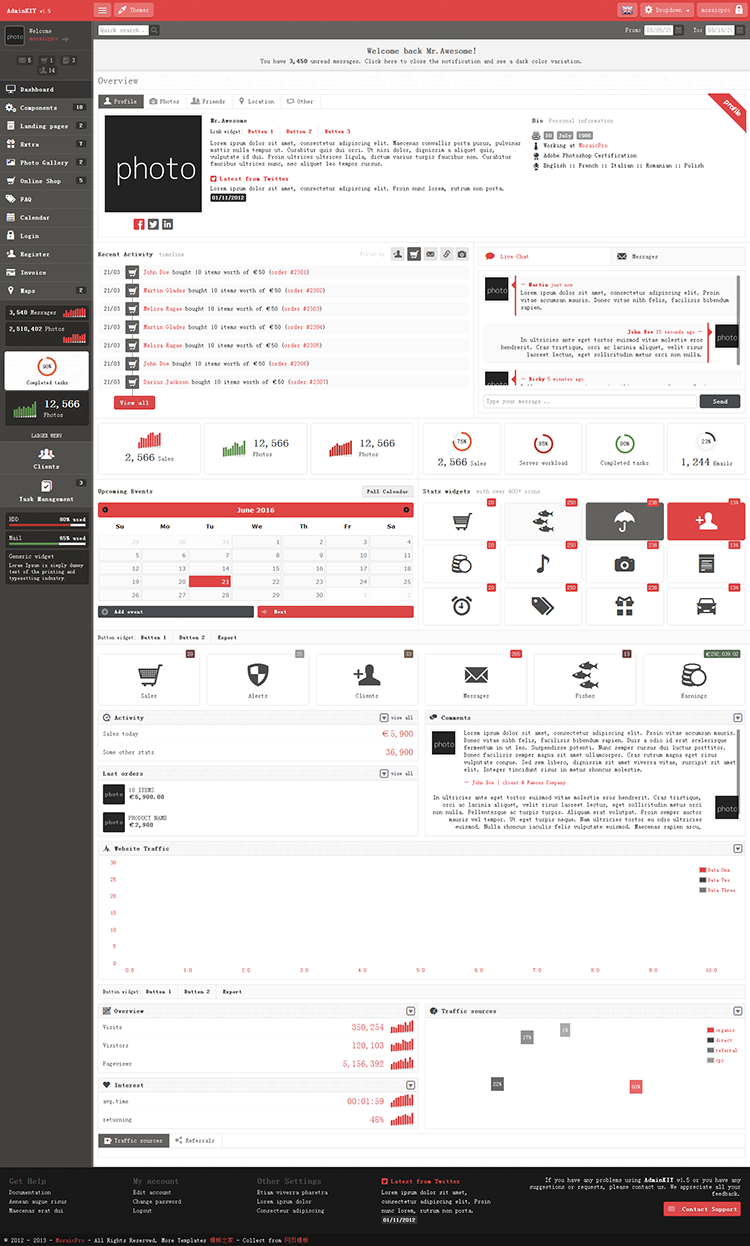 AdminKIT v1.5
Themer
Dropdown
mosaicpro
photo
Welcome
mosaicpro
5 1 3
14
Quick search ..
From: 08/05/20
To: 08/18/20
Welcome back Mr.Awesome!
You have 3,450 unread messages. Click here to close the notification and see a dark color variation.
Overview
Dashboard
Components 18
Landing pages 2
Extra 7
Photo Gallery 2
Online Shop 5
FAQ
Calendar
Login
Register
Invoice
Maps 2
3,540 Messages
2,510,402 Photos
90%
Completed tasks
12,566
Photos
LARGER MENU
Clients
3
Task Management
HDD 80% used
Mail 65% used
Generic widget
Lorem Ipsum is simply dummy
text of the printing and
typesetting industry.
Profile
Photos
Friends
Location
Other
profile
photo
Mr.Awesome
Link widget: Button 1 Button 2 Button 3
Lorem ipsum dolor sit amet, consectetur adipiscing elit. Maecenas convallis porta purus, pulvinar
mattis nulla tempus ut. Curabitur quis dui orci. Ut nisi dolor, dignissim a aliquet quis,
vulputate id dui. Proin ultrices ultrices ligula, dictum varius turpis faucibus non. Curabitur
faucibus ultrices nunc, nec aliquet leo tempor cursus.
Latest from Twitter
Lorem ipsum dolor sit amet, consectetur adipiscing elit. Proin nunc lorem, rutrum non porta.
01/11/2012
Bio Personal information
10 July 1986
Working at MosaicPro
Adobe Photoshop Certification
English :: French :: Italian :: Romanian :: Polish
Recent Activity timeline
filter by
21/03 John Doe bought 10 items worth of €50 (order #2301)
21/03 Martin Glades bought 10 items worth of €50 (order #2302)
21/03 Melisa Ragae bought 10 items worth of €50 (order #2303)
21/03 Martin Glades bought 10 items worth of €50 (order #2304)
21/03 Melisa Ragae bought 10 items worth of €50 (order #2305)
21/03 John Doe bought 10 items worth of €50 (order #2306)
21/03 Darius Jackson bought 10 items worth of €50 (order #2307)
View all
Live Chat
Messages
photo
— Martin just now
Lorem ipsum dolor sit amet, consectetur adipiscing elit. Proin
vitae accumsan mauris. Donec vitae nibh felis, facilisis bibendum
sapien.
John Doe 15 seconds ago —
In ultricies ante eget tortor euismod vitae molestie eros
hendrerit. Cras tristique, orci ac lacinia aliquet, velit risus
laoreet lectus, eget sollicitudin metus orci non nulla.
photo
photo
— Ricky 5 minutes ago
Type your message ..
Send
2,566 Sales
12,566
Photos
12,566
Photos
75%
2,566 Sales
85%
Server workload
90%
Completed tasks
23%
1,244 Emails
Upcoming Events
Full Calendar
June 2016
Su Mo Tu We Th Fr Sa
29 30 31 1 2 3 4
5 6 7 8 9 10 11
12 13 14 15 16 17 18
19 20 21 22 23 24 25
26 27 28 29 30 1 2
Add event
Next
Stats widgets with over 400+ icons
20 250 236 134
20 250 236 134
20 250 236 134
Button widget: Button 1 Button 2 Export
20
Sales
25
Alerts
33
Clients
265
Messages
13
Fishes
€292,039.02
Earnings
Activity
view all
Sales today €5,900
Some other stats 36,900
Last orders
view all
photo
10 ITEMS
€5,900.00
photo
PRODUCT NAME
€2,900
Comments
photo
Lorem ipsum dolor sit amet, consectetur adipiscing elit. Proin vitae accumsan mauris.
Donec vitae nibh felis, facilisis bibendum sapien. Duis a odio id erat scelerisque
fermentum in ut leo. Suspendisse potenti. Nunc semper cursus dui luctus porttitor.
Donec facilisis semper magna sit amet ullamcorper. Cras rutrum magna eget risus
vulputate congue. Sed sem libero, dignissim sit amet viverra vitae, suscipit sit amet
elit. Integer tincidunt risus in metus rhoncus molestie.
— John Doe | client @ Famous Company
In ultricies ante eget tortor euismod vitae molestie eros hendrerit. Cras tristique,
orci ac lacinia aliquet, velit risus laoreet lectus, eget sollicitudin metus orci
non nulla. Pellentesque ac turpis turpis. Aliquam erat volutpat. Proin semper auctor
mauris vel tempor. Ut eget turpis neque. Nam ultricies tortor eu odio ultricies
euismod. Nulla rhoncus iaculis felis vulputate euismod. Maecenas sapien arcu,
photo
Website Traffic
30
25
20
15
10
5
0
0.0 1.0 2.0 3.0 4.0 5.0 6.0 7.0 8.0 9.0 10.0
Data One
Data Two
Data Three
Button widget: Button 1 Button 2 Export
Overview
Visits 350,254
Visitors 120,103
Pageviews 5,156,392
Interest
avg.time 00:01:59
returning 48%
Traffic sources
1%
17%
22%
60%
organic
direct
referral
cpc
Traffic sources
Referrals
Get Help
Documentation
Aenean augue risus
Maecenas erat dui
My account
Edit account
Change password
Logout
Other Settings
Etiam viverra pharetra
Lorem ipsum dolor
Consecteur adipiscing
Latest from Twitter
Lorem ipsum dolor sit amet,
consectetur adipiscing elit. Proin
nunc lorem, rutrum non porta.
01/11/2012
If you have any problems using AdminKIT v1.5 or you have any
suggestions or requests, please contact us. We appreciate all your
feedback.
Contact Support
© 2012 - 2013 - MosaicPro - All Rights Reserved. More Templates 模板之家 - Collect from 网页模板